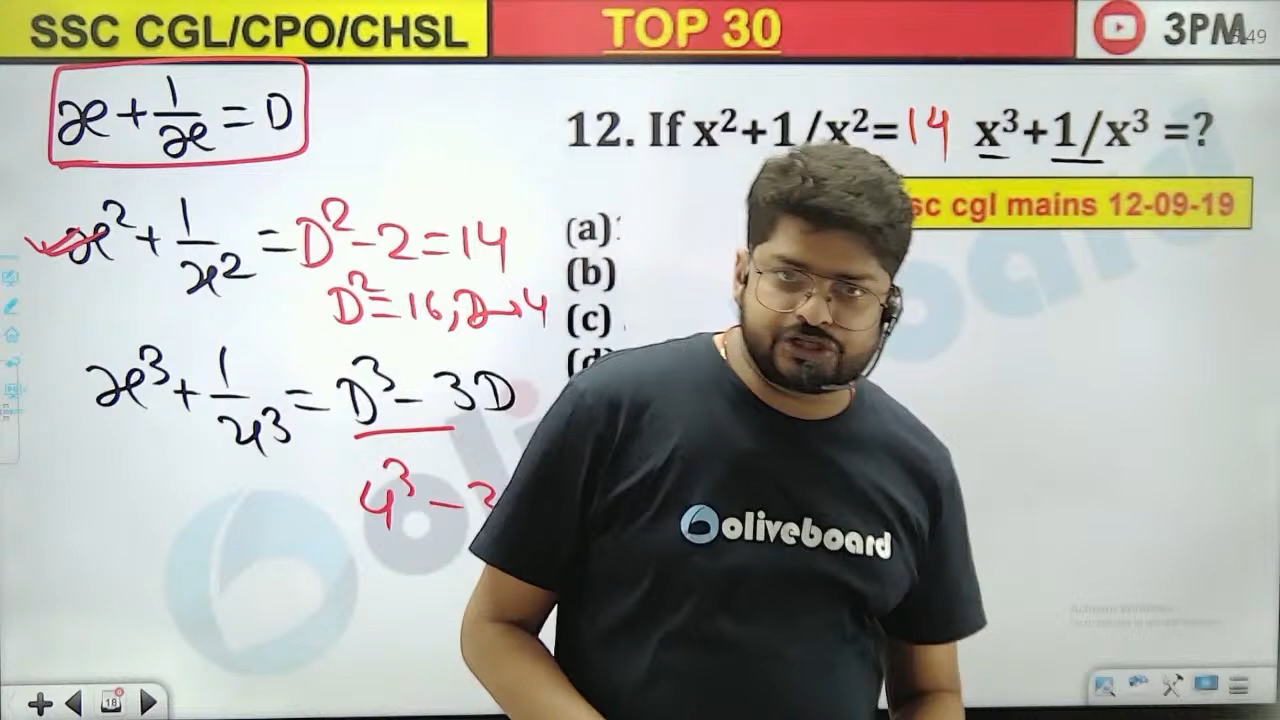 SSC CGL/CPO/CHSL
TOP 30
3PM
x + 1/x = D
12. If x²+1/x²=14 x³+1/x³ =?
sc cgl mains 12-09-19
x² + 1/x² = D² - 2 = 14
D² = 16, D → 4
(a)
(b)
(c)
x³ + 1/x³ = D³ - 3D
4³ - 3
oliveboard
18